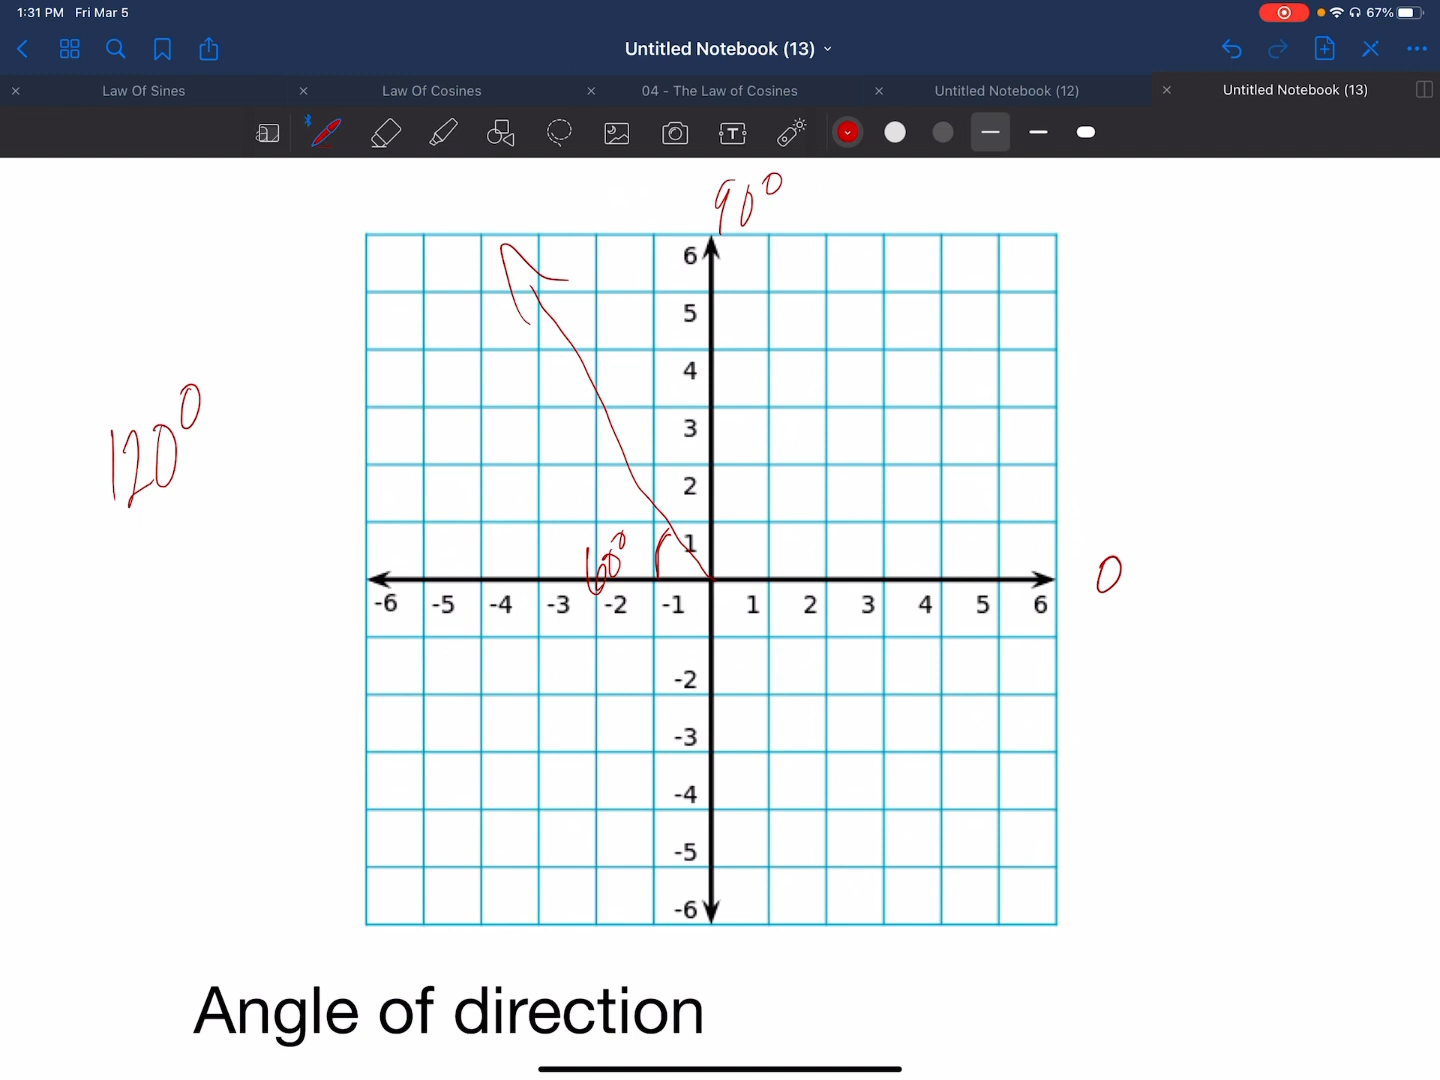 1:31 PM Fri Mar 5
67%
Untitled Notebook (13)
Law Of Sines
Law Of Cosines
04 - The Law of Cosines
Untitled Notebook (12)
Untitled Notebook (13)
T
90°
6
5
4
3
2
1
120°
60°
0
-6 -5 -4 -3 -2 -1 1 2 3 4 5 6
-2
-3
-4
-5
-6
Angle of direction